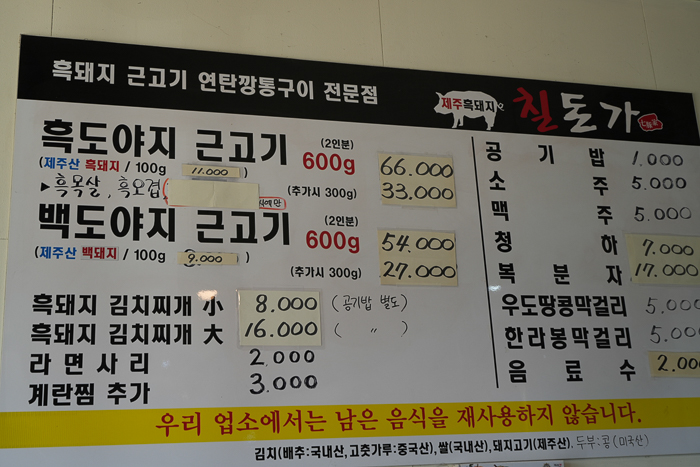 흑돼지 근고기 연탄깡통구이 전문점
제주흑돼지 칠돈가
흑도야지 근고기 (2인분) 600g 66.000
(제주산 흑돼지 / 100g 11.000 )
(추가시 300g) 33.000
▶흑목살, 흑오겹
백도야지 근고기 (2인분) 600g 54.000
(제주산 백돼지 / 100g 9.000 )
(추가시 300g) 27.000
흑돼지 김치찌개 小 8.000 (공기밥 별도)
흑돼지 김치찌개 大 16.000 ( " )
라면사리 2.000
계란찜 추가 3.000
공기밥 1.000
소주 5.000
맥주 5.000
청하 7.000
복분자 17.000
우도땅콩막걸리 5.00
한라봉막걸리 5.00
음료수 2.00
우리 업소에서는 남은 음식을 재사용하지 않습니다.
김치(배추:국내산, 고춧가루:중국산), 쌀(국내산), 돼지고기(제주산). 두부:콩(미국산)